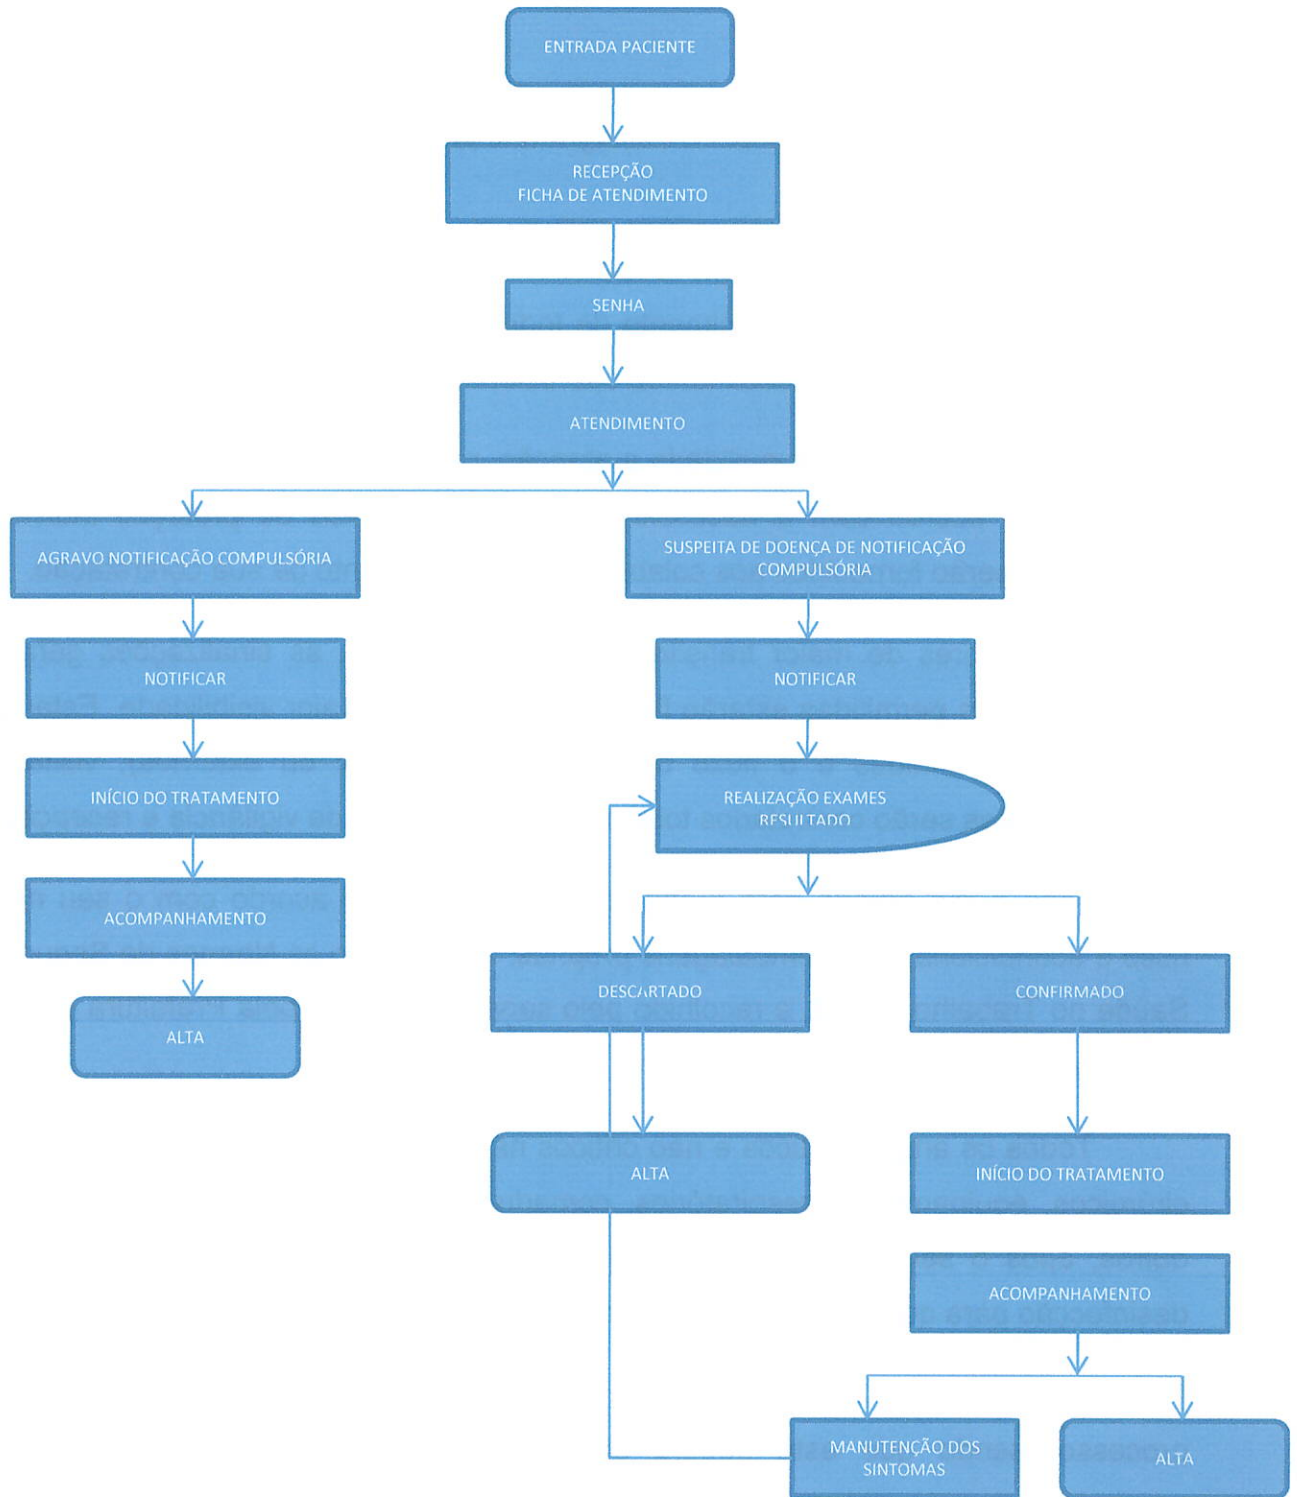 ENTRADA PACIENTE
RECEPÇÃO
FICHA DE ATENDIMENTO
SENHA
ATENDIMENTO
AGRAVO NOTIFICAÇÃO COMPULSÓRIA
SUSPEITA DE DOENÇA DE NOTIFICAÇÃO
COMPULSÓRIA
NOTIFICAR
NOTIFICAR
INÍCIO DO TRATAMENTO
REALIZAÇÃO EXAMES
RESULTADO
ACOMPANHAMENTO
DESCARTADO
CONFIRMADO
ALTA
ALTA
INÍCIO DO TRATAMENTO
ACOMPANHAMENTO
MANUTENÇÃO DOS
SINTOMAS
ALTA